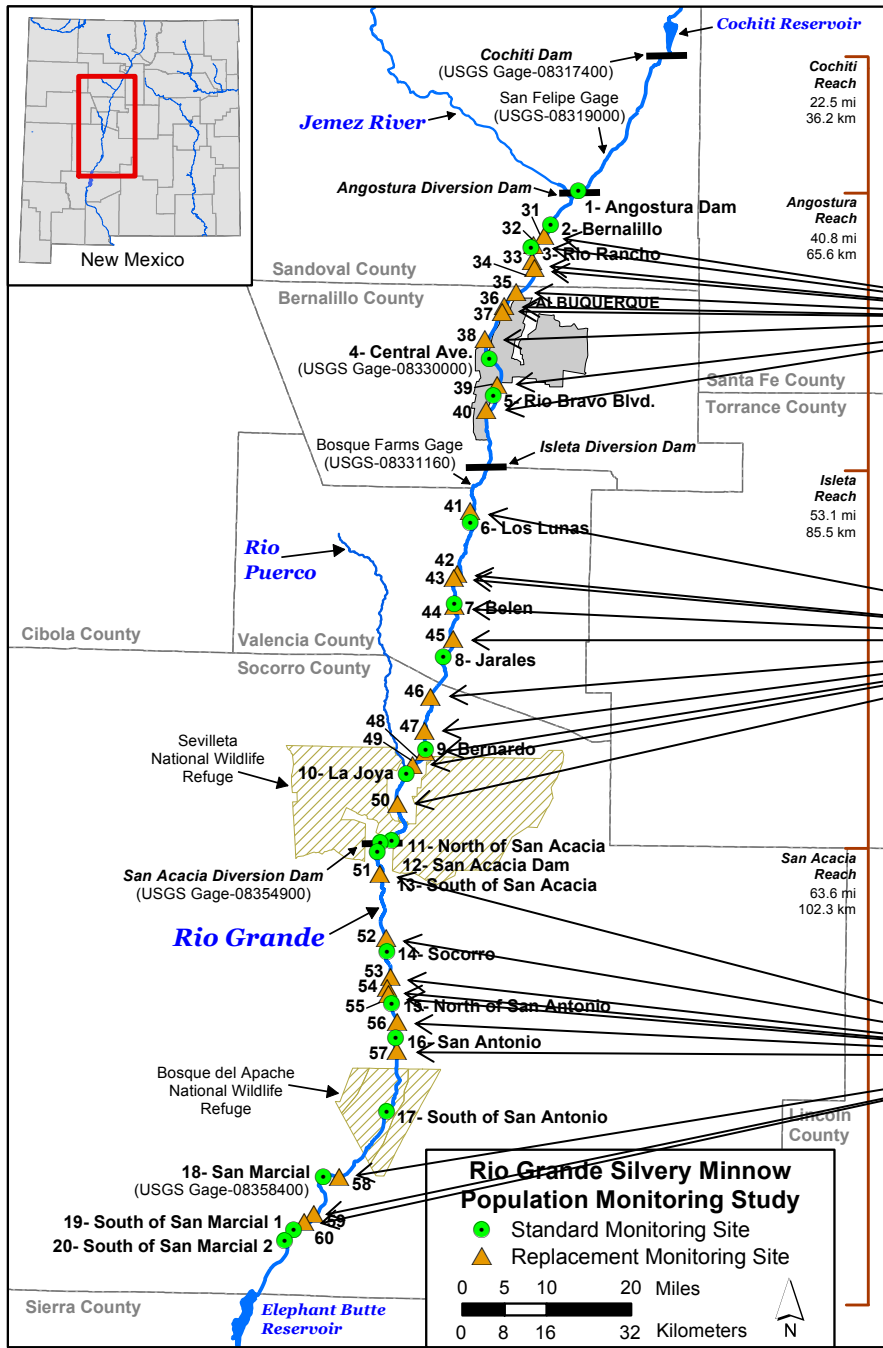 New Mexico
Cochiti Reservoir
Cochiti Dam
(USGS Gage-08317400)
San Felipe Gage
(USGS-08319000)
Jemez River
Angostura Diversion Dam
Cochiti
Reach
22.5 mi
36.2 km
1- Angostura Dam
31
2- Bernalillo
32
3- Rio Rancho
33
34
Angostura
Reach
40.8 mi
65.6 km
Sandoval County
Bernalillo County
35
36
ALBUQUERQUE
37
38
4- Central Ave.
(USGS Gage-08330000)
39
5- Rio Bravo Blvd.
40
Santa Fe County
Torrance County
Bosque Farms Gage
(USGS-08331160)
Isleta Diversion Dam
Isleta
Reach
53.1 mi
85.5 km
41
6- Los Lunas
Rio
Puerco
42
43
7- Belen
44
45
8- Jarales
Cibola County
Valencia County
Socorro County
46
47
48
49
9- Bernardo
Sevilleta
National Wildlife
Refuge
10- La Joya
50
11- North of San Acacia
12- San Acacia Dam
13- South of San Acacia
San Acacia Diversion Dam
(USGS Gage-08354900)
51
San Acacia
Reach
63.6 mi
102.3 km
Rio Grande
52
14- Socorro
53
54
55
15- North of San Antonio
56
16- San Antonio
57
Bosque del Apache
National Wildlife
Refuge
17- South of San Antonio
Lincoln
County
18- San Marcial
(USGS Gage-08358400)
58
59
19- South of San Marcial 1
60
20- South of San Marcial 2
Sierra County
Elephant Butte
Reservoir
Rio Grande Silvery Minnow
Population Monitoring Study
Standard Monitoring Site
Replacement Monitoring Site
0 5 10 20 Miles
0 8 16 32 Kilometers
N